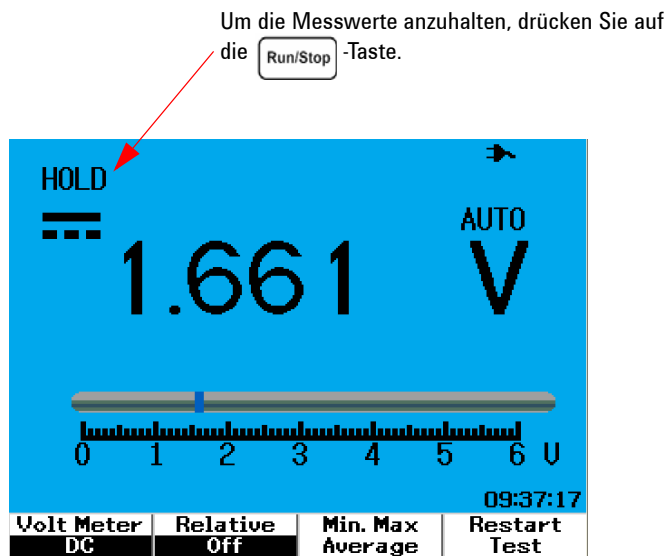 Um die Messwerte anzuhalten, drücken Sie auf
die Run/Stop -Taste.
HOLD
AUTO
1.661 V
0 1 2 3 4 5 6 V
09:37:17
Volt Meter Relative Min. Max Restart
DC Off Average Test